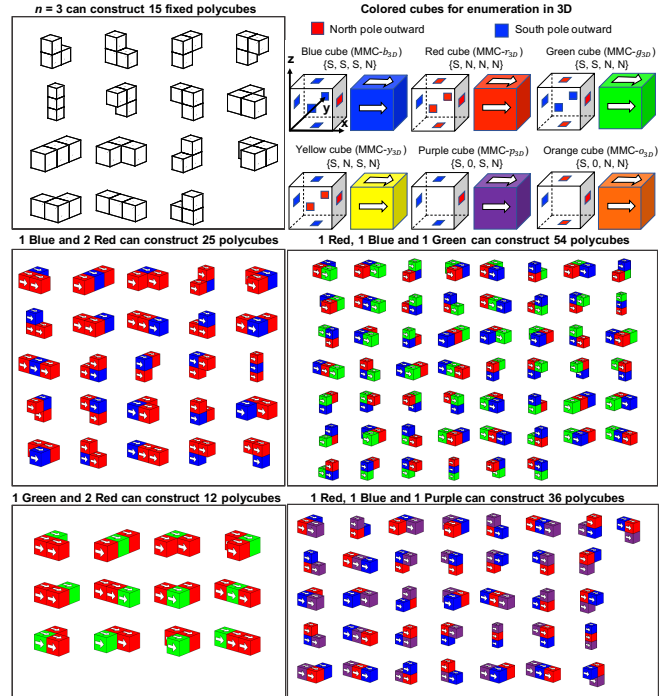 n = 3 can construct 15 fixed polycubes
Colored cubes for enumeration in 3D
North pole outward
South pole outward
Blue cube (MMC-b3D)
{S, S, S, N}
Red cube (MMC-r3D)
{S, N, N, N}
Green cube (MMC-g3D)
{S, S, N, N}
z
y
x
Yellow cube (MMC-y3D)
{S, N, S, N}
Purple cube (MMC-p3D)
{S, 0, S, N}
Orange cube (MMC-o3D)
{S, 0, N, N}
1 Blue and 2 Red can construct 25 polycubes
1 Red, 1 Blue and 1 Green can construct 54 polycubes
1 Green and 2 Red can construct 12 polycubes
1 Red, 1 Blue and 1 Purple can construct 36 polycubes